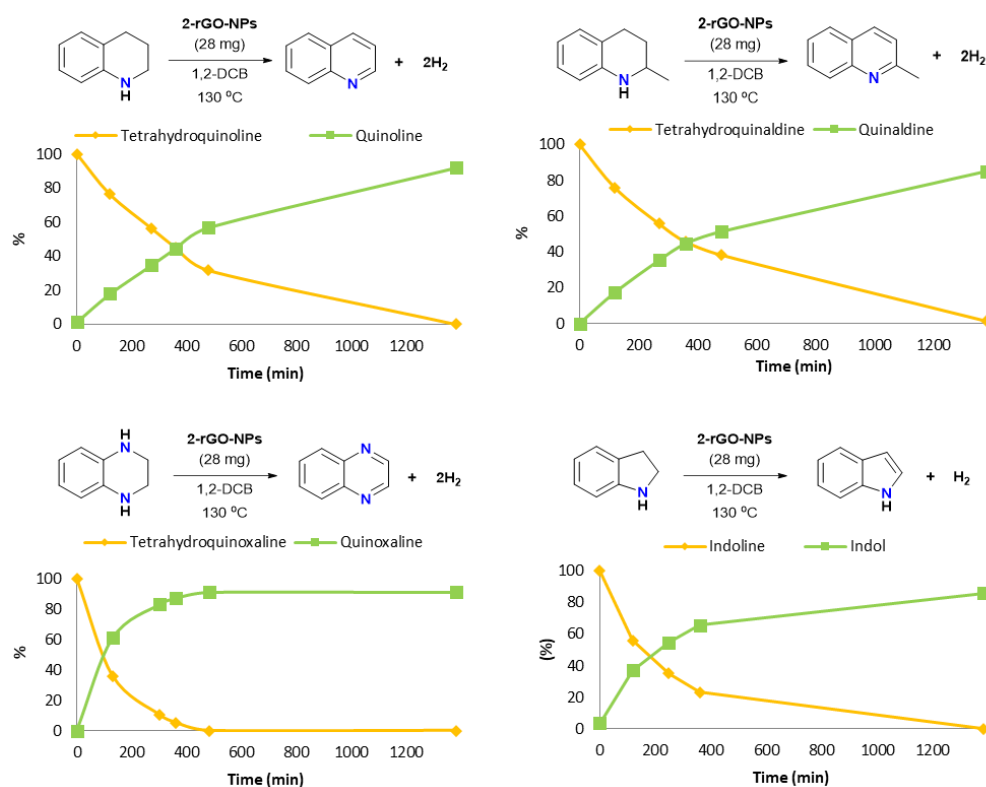 2-rGO-NPs
(28 mg)
1,2-DCB
130 ºC
N
H
N
+ 2H2
Tetrahydroquinoline Quinoline
100
80
60
40
20
0
%
0 200 400 600 800 1000 1200
Time (min)
2-rGO-NPs
(28 mg)
1,2-DCB
130 ºC
N
H
N
+ 2H2
Tetrahydroquinaldine Quinaldine
100
80
60
40
20
0
%
0 200 400 600 800 1000 1200
Time (min)
2-rGO-NPs
(28 mg)
1,2-DCB
130 ºC
H
N
N
H
N
N
+ 2H2
Tetrahydroquinoxaline Quinoxaline
100
80
60
40
20
0
%
0 200 400 600 800 1000 1200
Time (min)
2-rGO-NPs
(28 mg)
1,2-DCB
130 ºC
N
H
N
H
+ H2
Indoline Indol
100
80
60
40
20
0
(%)
0 200 400 600 800 1000 1200
Time (min)